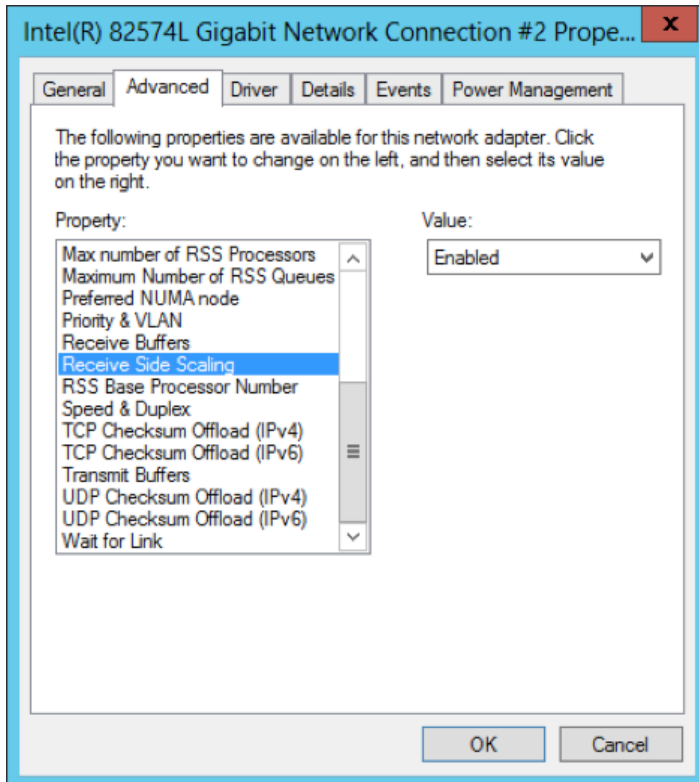 Intel(R) 82574L Gigabit Network Connection #2 Prope...
x
General Advanced Driver Details Events Power Management
The following properties are available for this network adapter. Click
the property you want to change on the left, and then select its value
on the right.
Property:
Value:
Max number of RSS Processors
Maximum Number of RSS Queues
Preferred NUMA node
Priority & VLAN
Receive Buffers
Receive Side Scaling
RSS Base Processor Number
Speed & Duplex
TCP Checksum Offload (IPv4)
TCP Checksum Offload (IPv6)
Transmit Buffers
UDP Checksum Offload (IPv4)
UDP Checksum Offload (IPv6)
Wait for Link
Enabled
OK Cancel